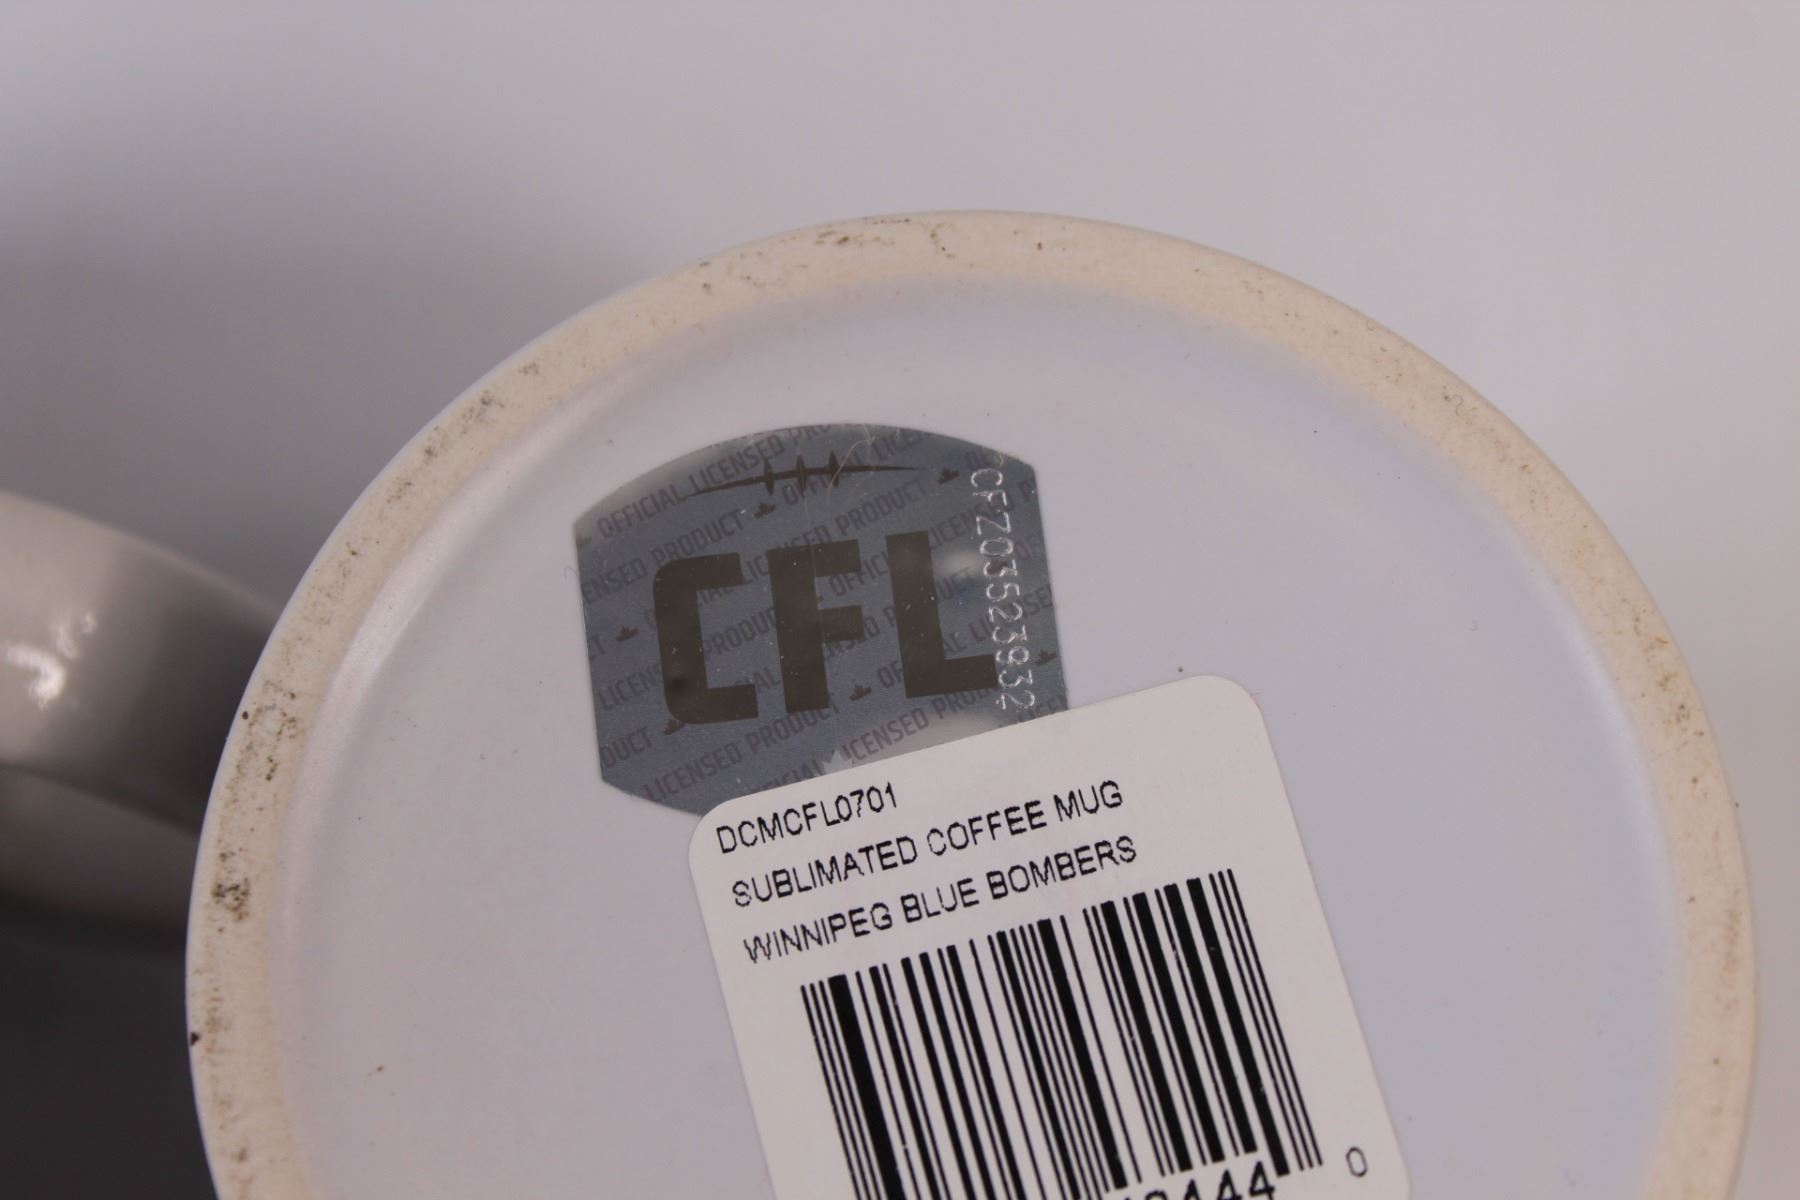 OFFICIAL LICENSED PRODUCT
CFL
CFZ03523932
DCMCFL0701
SUBLIMATED COFFEE MUG
WINNIPEG BLUE BOMBERS
0